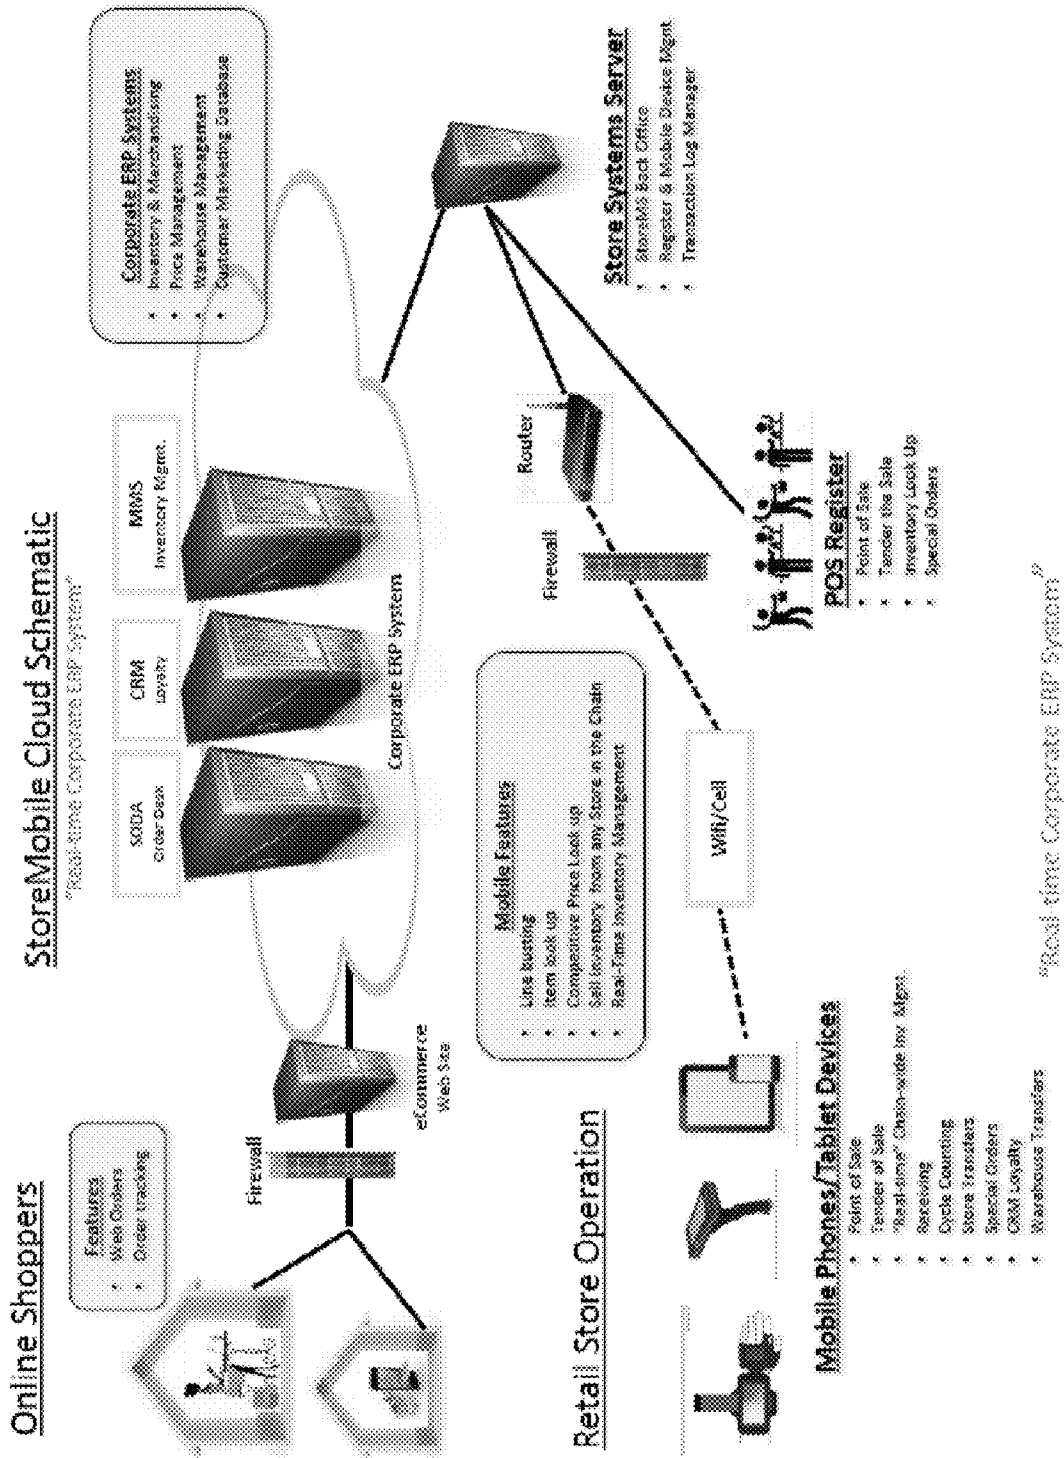 StoreMobile Cloud Schematic
"Real-time Corporate ERP System"
Online Shoppers
Features
• Web Orders
• Order tracking
Firewall
eCommerce
Web Site
SODA
Order Desk
CRM
Loyalty
MMS
Inventory Mgmt.
Corporate ERP System
Corporate ERP Systems
• Inventory & Merchandising
• Price Management
• Warehouse Management
• Customer Marketing Database
Retail Store Operation
Mobile Features
• Line busting
• Item look up
• Competitive Price Look up
• Sell Inventory from any Store in the Chain
• Real-Time Inventory Management
Wifi/Cell
Firewall
Router
Store Systems Server
• StoreMS Back Office
• Register & Mobile Device Mgnt.
• Transaction Log Manager
Mobile Phones/Tablet Devices
• Point of Sale
• Tender of Sale
• "Real-time" Chain-wide Inv. Mgnt.
• Receiving
• Cycle Counting
• Store Transfers
• Special Orders
• CRM Loyalty
• Warehouse Transfers
POS Register
• Point of Sale
• Tender the Sale
• Inventory Look Up
• Special Orders
"Real-time Corporate ERP System"